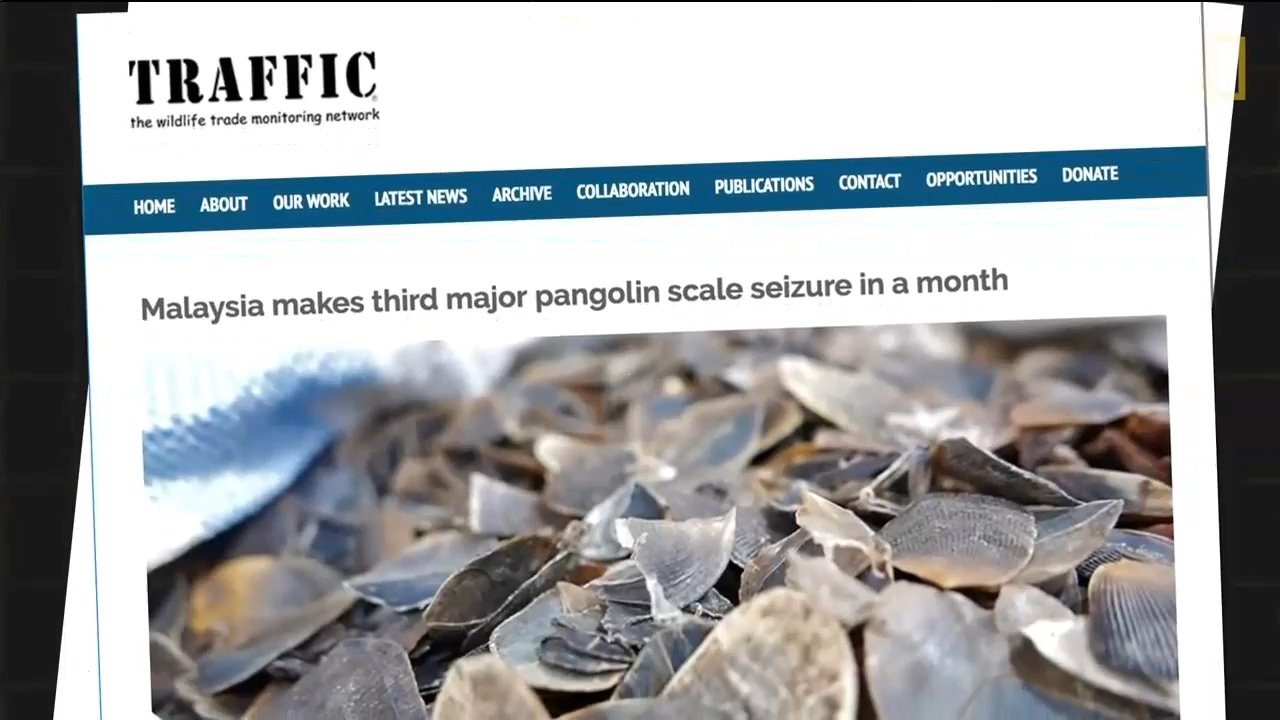 TRAFFIC
the wildlife trade monitoring network
HOME ABOUT OUR WORK LATEST NEWS ARCHIVE COLLABORATION PUBLICATIONS CONTACT OPPORTUNITIES DONATE
Malaysia makes third major pangolin scale seizure in a month